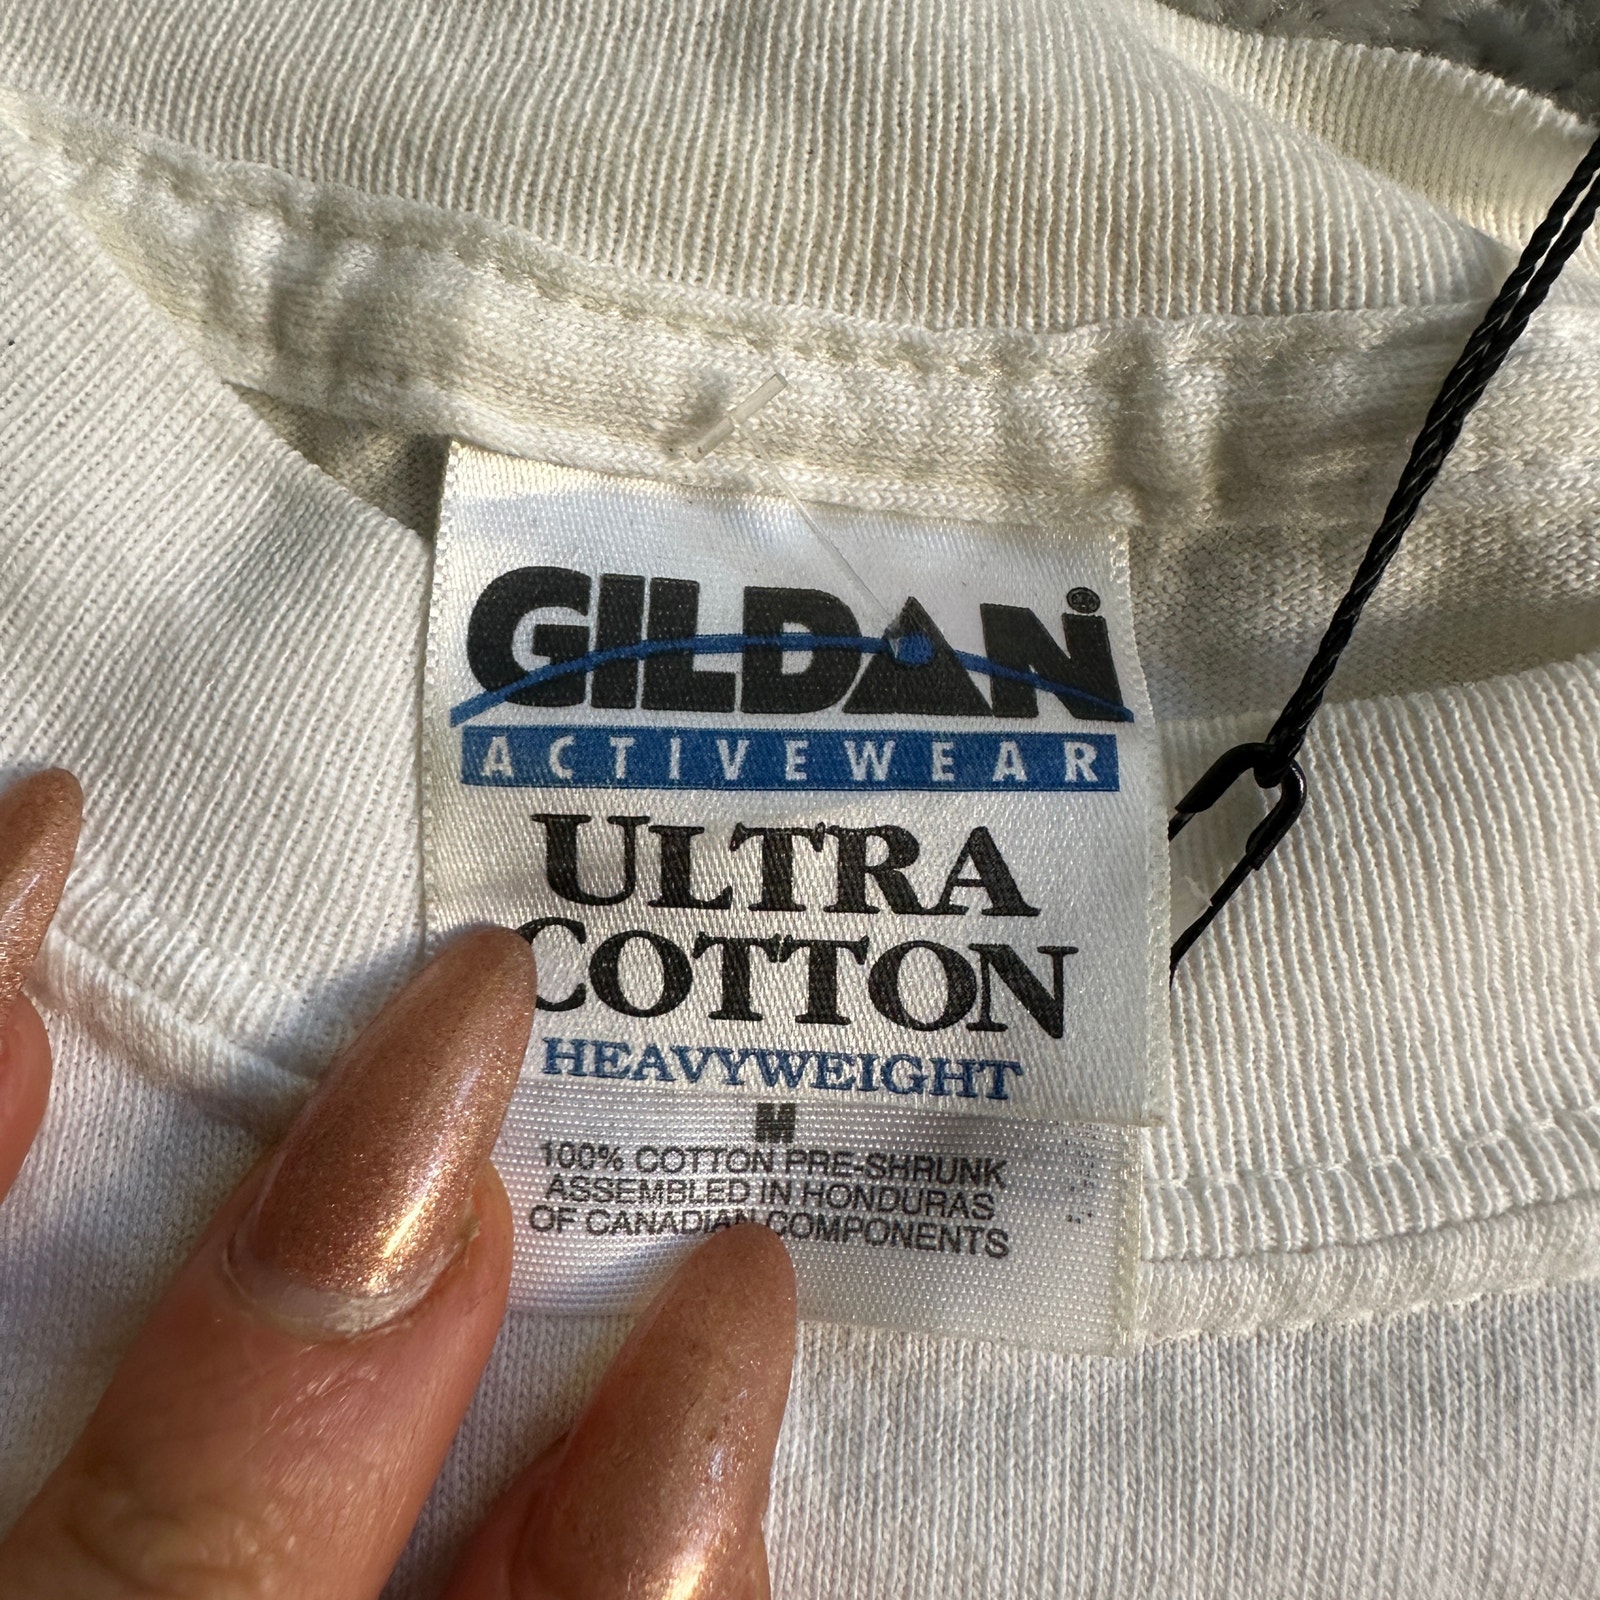 GILDAN®
ACTIVEWEAR
ULTRA
COTTON
HEAVYWEIGHT
M
100% COTTON PRE-SHRUNK
ASSEMBLED IN HONDURAS
OF CANADIAN COMPONENTS